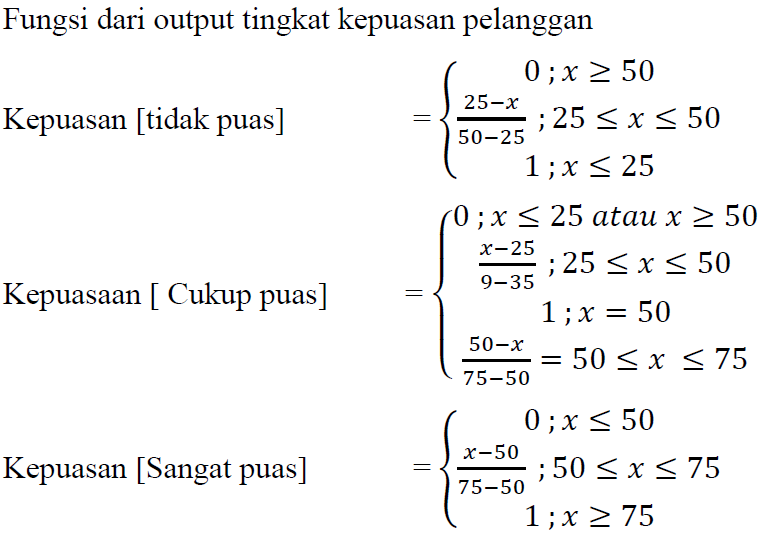 Fungsi dari output tingkat kepuasan pelanggan
0 ; x ≥ 50
Kepuasan [tidak puas] = { 25−x / 50−25 ; 25 ≤ x ≤ 50
1 ; x ≤ 25
0 ; x ≤ 25 atau x ≥ 50
x−25 / 9−35 ; 25 ≤ x ≤ 50
Kepuasaan [ Cukup puas] = {
1 ; x = 50
50−x / 75−50 = 50 ≤ x ≤ 75
0 ; x ≤ 50
Kepuasan [Sangat puas] = { x−50 / 75−50 ; 50 ≤ x ≤ 75
1 ; x ≥ 75